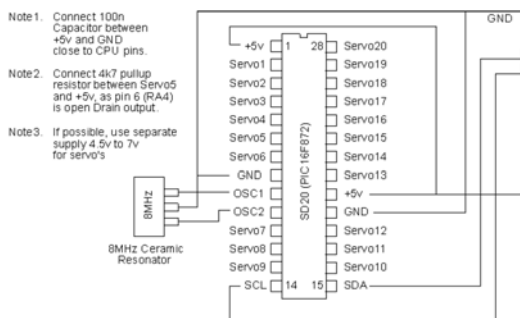 Note1. Connect 100n
Capacitor between
+5v and GND
close to CPU pins.
Note2. Connect 4k7 pullup
resistor between Servo5
and +5v, as pin 6 (RA4)
is open Drain output.
Note3. If possible, use separate
supply 4.5v to 7v
for servo's
8MHz
8MHz Ceramic
Resonator
GND
+5v 1 28 Servo20
Servo1 Servo19
Servo2 Servo18
Servo3 Servo17
Servo4 Servo16
Servo5 Servo15
Servo6 Servo14
GND Servo13
OSC1 +5v
OSC2 GND
Servo7 Servo12
Servo8 Servo11
Servo9 Servo10
SCL 14 15 SDA
SD20 (PIC16F872)